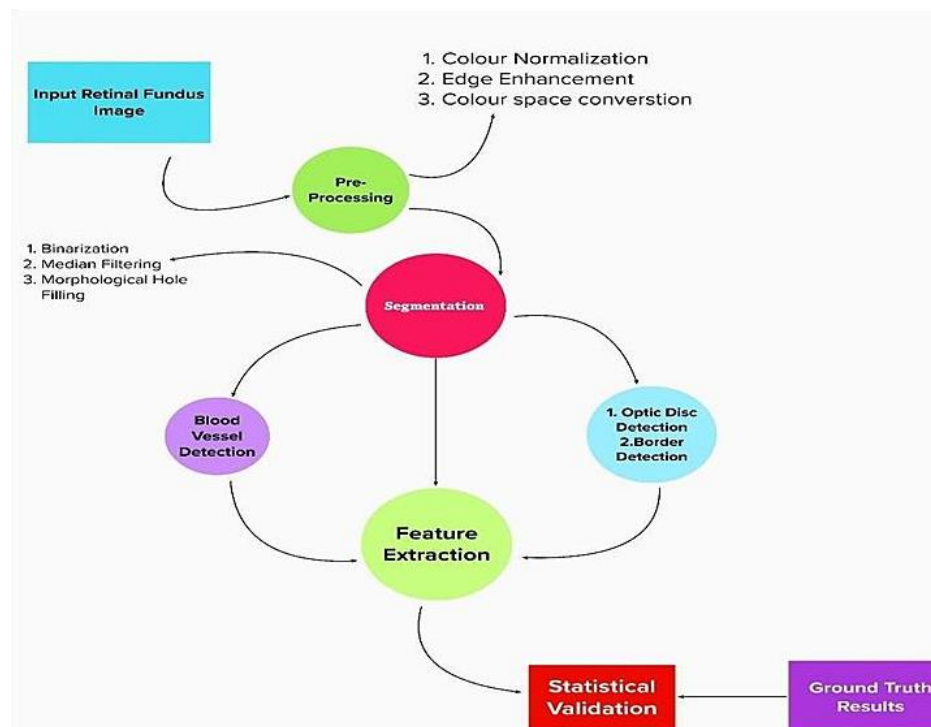 1. Colour Normalization
2. Edge Enhancement
3. Colour space converstion
Input Retinal Fundus
Image
Pre-
Processing
1. Binarization
2. Median Filtering
3. Morphological Hole
Filling
Segmentation
Blood
Vessel
Detection
1. Optic Disc
Detection
2.Border
Detection
Feature
Extraction
Statistical
Validation
Ground Truth
Results